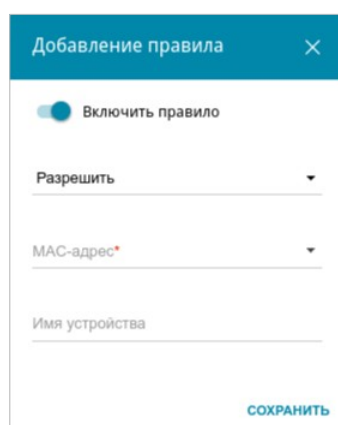 Добавление правила
Включить правило
Разрешить
MAC-адрес*
Имя устройства
СОХРАНИТЬ